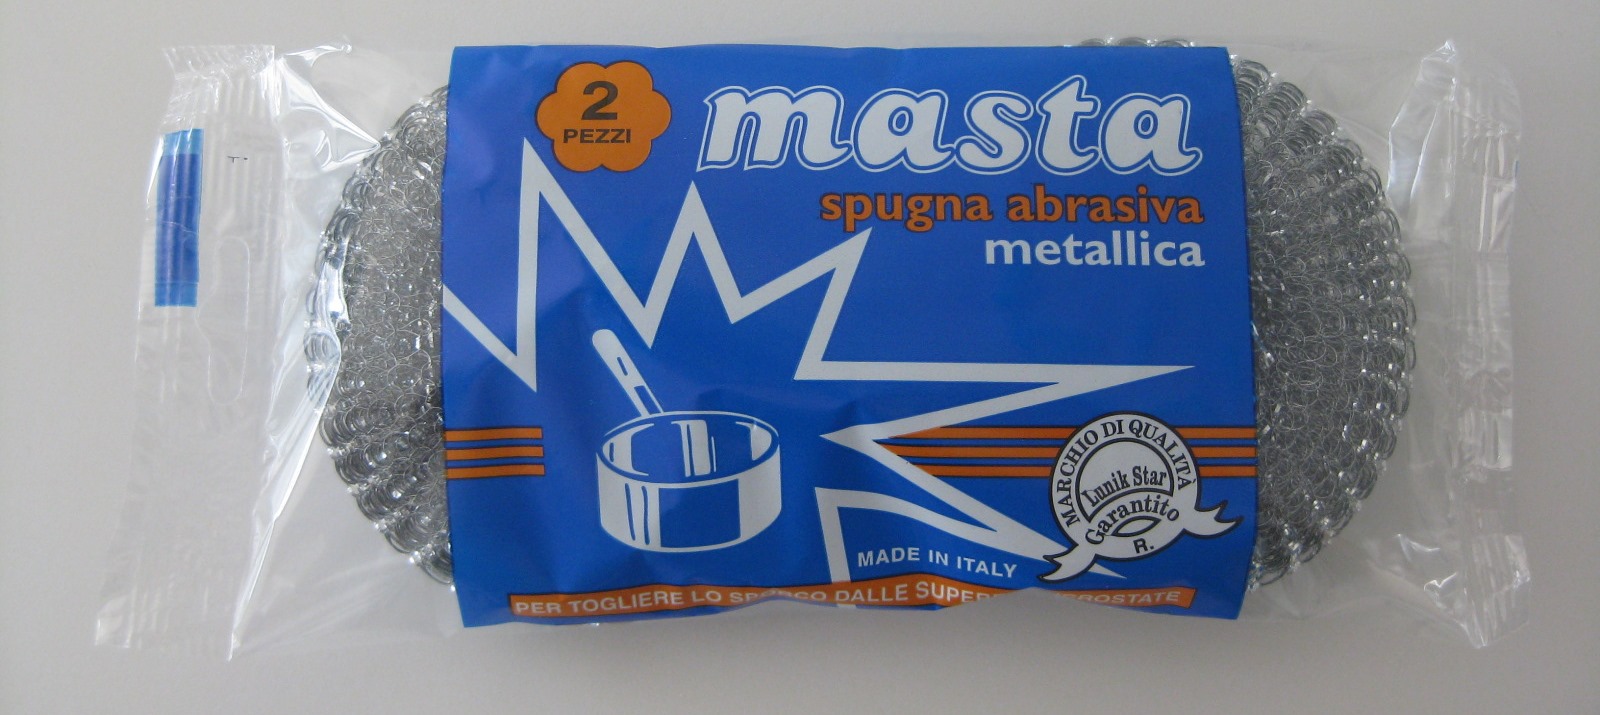 2
PEZZI
masta
spugna abrasiva
metallica
MARCHIO DI QUALITÀ
Lunik Star
Garantito
R.
MADE IN ITALY
PER TOGLIERE LO SPORCO DALLE